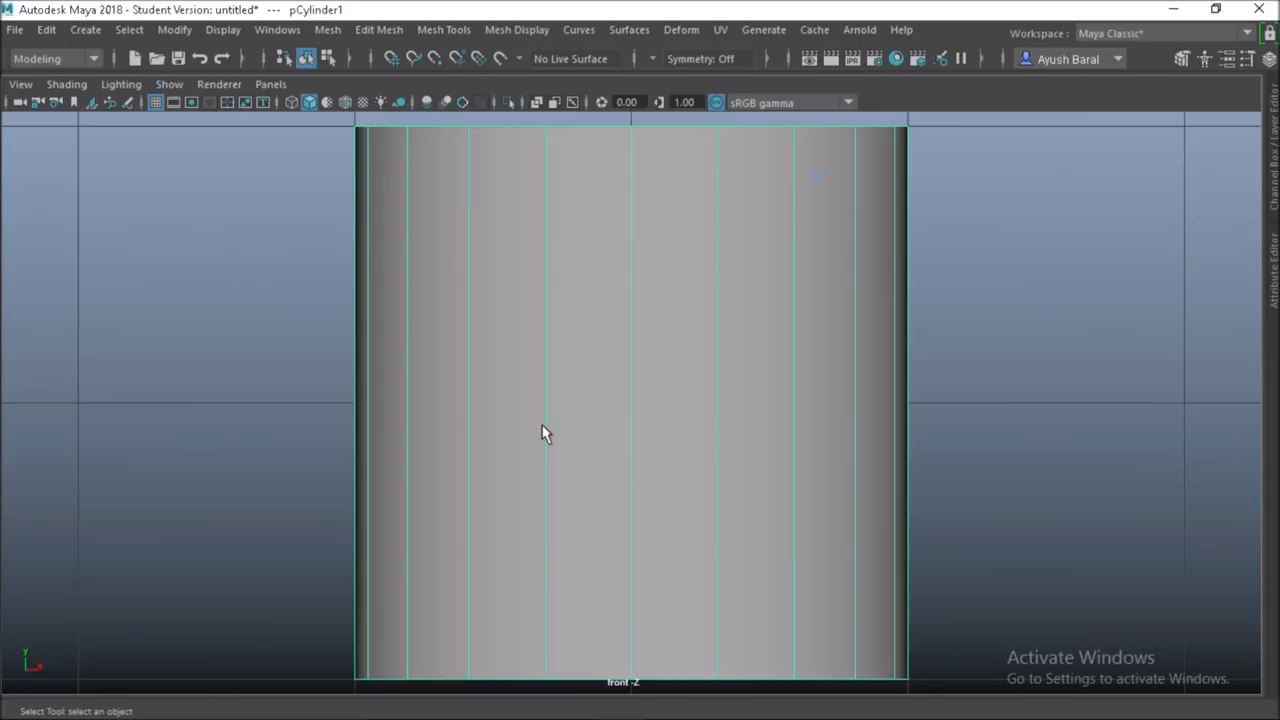 Autodesk Maya 2018 - Student Version: untitled* --- pCylinder1
File Edit Create Select Modify Display Windows Mesh Edit Mesh Mesh Tools Mesh Display Curves Surfaces Deform UV Generate Cache Arnold Help
Workspace : Maya Classic*
Modeling No Live Surface Symmetry: Off Ayush Baral
View Shading Lighting Show Renderer Panels
0.00 1.00 sRGB gamma
Channel Box / Layer Editor
Attribute Editor
y
front -Z
Activate Windows
Go to Settings to activate Windows.
Select Tool: select an object